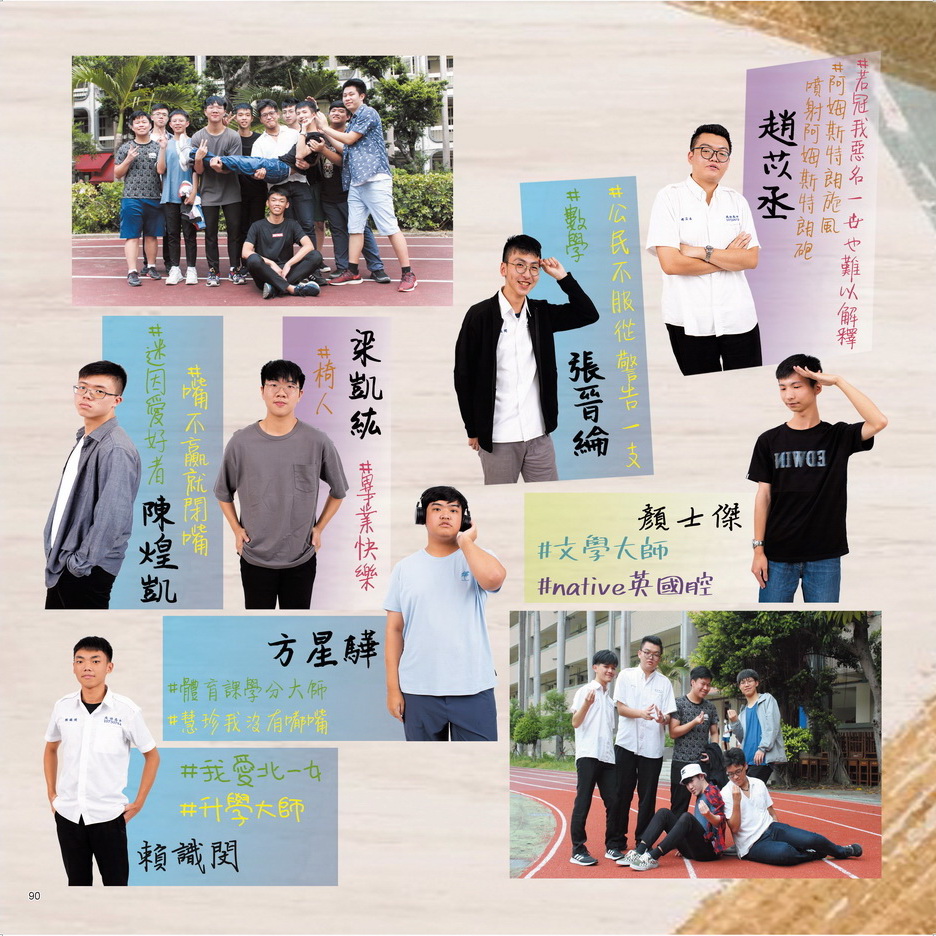 #若冠我惡名一世也難以解釋
#阿姆斯特朗旋風
噴射阿姆斯特朗砲
趙苡丞
#公民不服從 警告一支
#數學
張晉綸
#迷因愛好者
#嘴不贏就閉嘴
陳煌凱
梁凱紘
#椅人
#專業快樂
顏士傑
#文學大師
#native英國腔
EDWIN
方星驊
#體育課學分大師
#慧珍我沒有嘟嘴
#我愛北一女
#升學大師
賴識閔
90